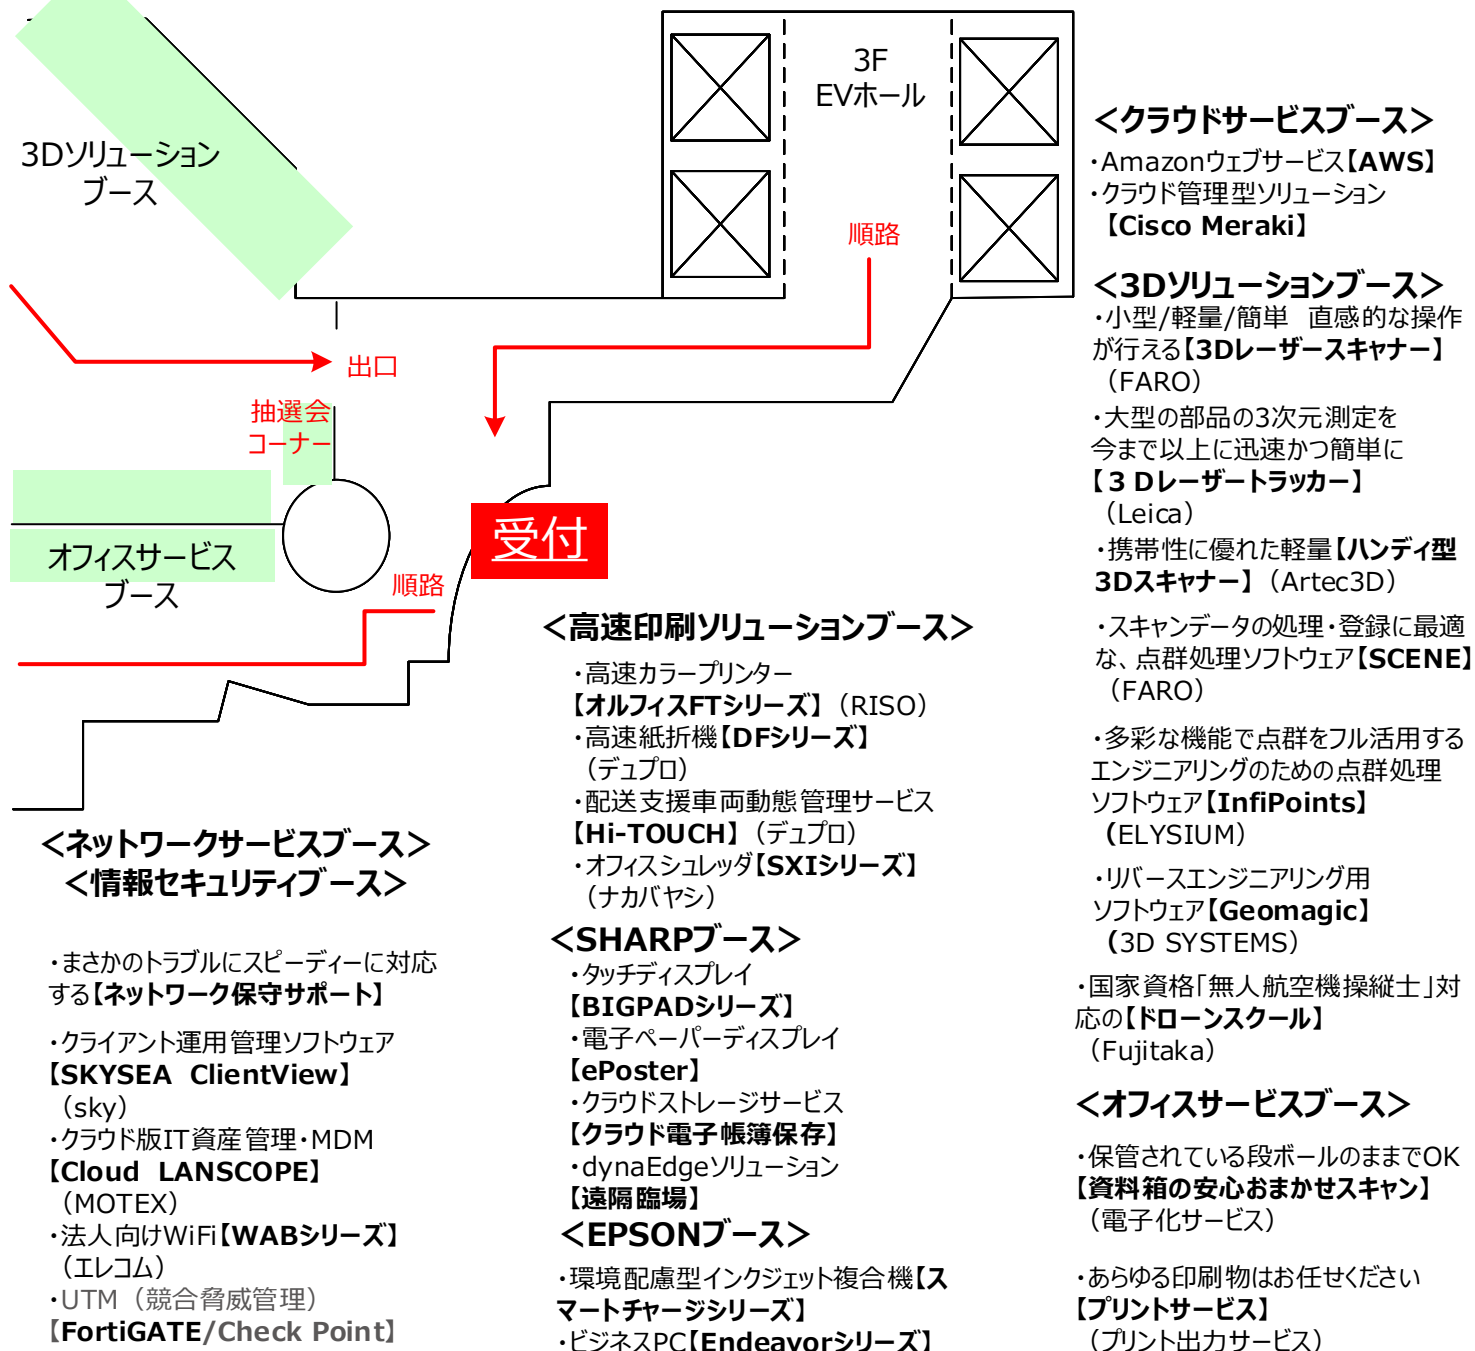 3F
EVホール
3Dソリューション
ブース
順路
出口
抽選会
コーナー
受付
オフィスサービス
ブース
順路
＜ネットワークサービスブース＞
＜情報セキュリティブース＞
・まさかのトラブルにスピーディーに対応
する【ネットワーク保守サポート】
・クライアント運用管理ソフトウェア
【SKYSEA ClientView】
（sky）
・クラウド版IT資産管理・MDM
【Cloud LANSCOPE】
（MOTEX）
・法人向けWiFi【WABシリーズ】
（エレコム）
・UTM（競合脅威管理）
【FortiGATE/Check Point】
＜高速印刷ソリューションブース＞
・高速カラープリンター
【オルフィスFTシリーズ】（RISO）
・高速紙折機【DFシリーズ】
（デュプロ）
・配送支援車両動態管理サービス
【Hi-TOUCH】（デュプロ）
・オフィスシュレッダ【SXIシリーズ】
（ナカバヤシ）
＜SHARPブース＞
・タッチディスプレイ
【BIGPADシリーズ】
・電子ペーパーディスプレイ
【ePoster】
・クラウドストレージサービス
【クラウド電子帳簿保存】
・dynaEdgeソリューション
【遠隔臨場】
＜EPSONブース＞
・環境配慮型インクジェット複合機【ス
マートチャージシリーズ】
・ビジネスPC【Endeavorシリーズ】
＜クラウドサービスブース＞
・Amazonウェブサービス【AWS】
・クラウド管理型ソリューション
【Cisco Meraki】
＜3Dソリューションブース＞
・小型/軽量/簡単　直感的な操作
が行える【3Dレーザースキャナー】
（FARO）
・大型の部品の3次元測定を
今まで以上に迅速かつ簡単に
【３Dレーザートラッカー】
（Leica）
・携帯性に優れた軽量【ハンディ型
3Dスキャナー】（Artec3D）
・スキャンデータの処理・登録に最適
な、点群処理ソフトウェア【SCENE】
（FARO）
・多彩な機能で点群をフル活用する
エンジニアリングのための点群処理
ソフトウェア【InfiPoints】
（ELYSIUM）
・リバースエンジニアリング用
ソフトウェア【Geomagic】
（3D SYSTEMS）
・国家資格「無人航空機操縦士」対
応の【ドローンスクール】
（Fujitaka）
＜オフィスサービスブース＞
・保管されている段ボールのままでOK
【資料箱の安心おまかせスキャン】
（電子化サービス）
・あらゆる印刷物はお任せください
【プリントサービス】
（プリント出力サービス）